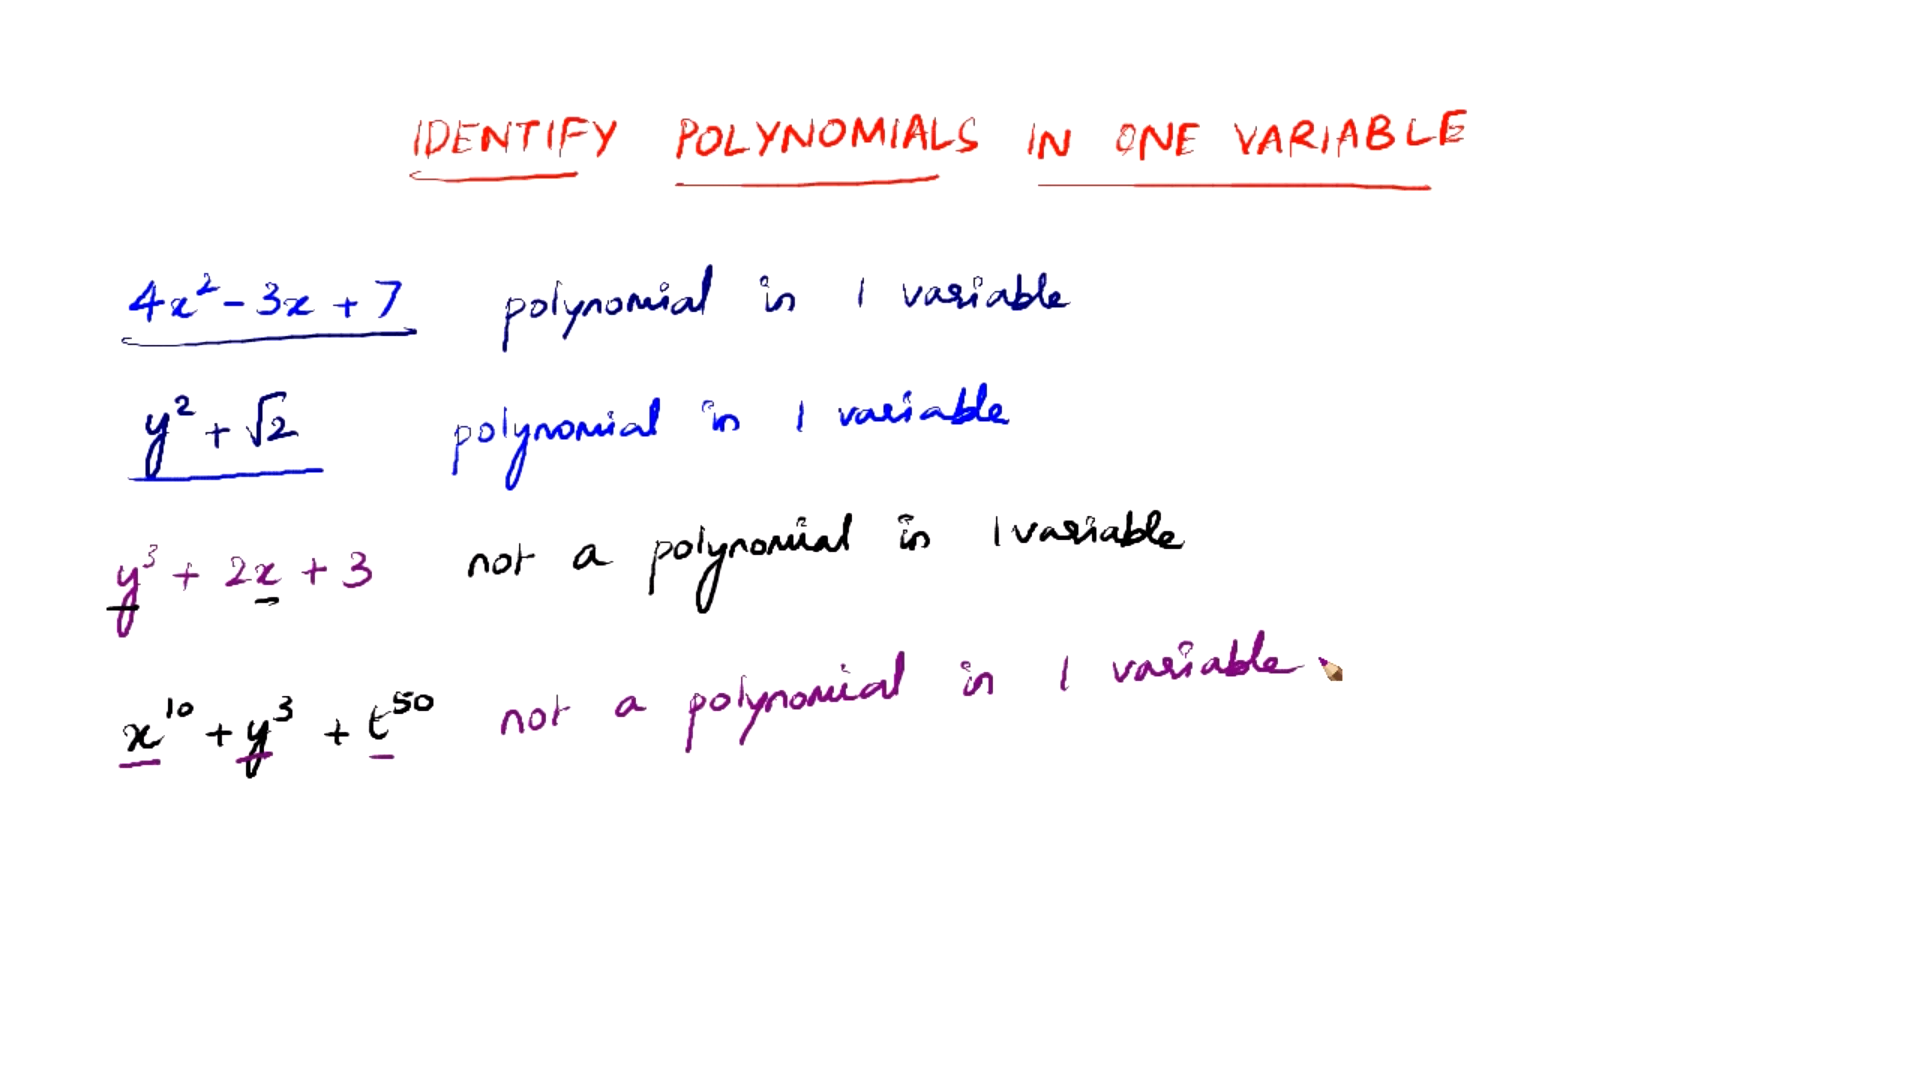 IDENTIFY POLYNOMIALS IN ONE VARIABLE
4x² - 3x + 7 polynomial in 1 variable
y² + √2 polynomial in 1 variable
y³ + 2x + 3 not a polynomial in 1 variable
x¹⁰ + y³ + t⁵⁰ not a polynomial in 1 variable